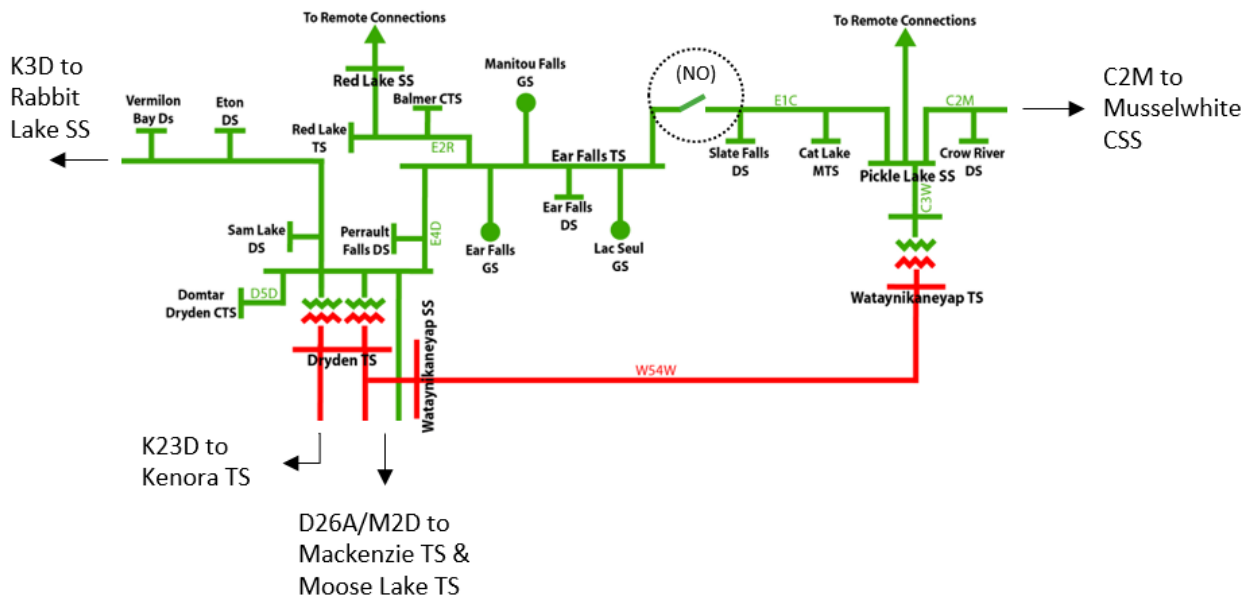 To Remote Connections
To Remote Connections
K3D to
Rabbit
Lake SS
Vermilon
Bay Ds
Eton
DS
Red Lake SS
Balmer CTS
Manitou Falls
GS
(NO)
E1C
C2M
C2M to
Musselwhite
CSS
Red Lake
TS
E2R
Ear Falls TS
Slate Falls
DS
Cat Lake
MTS
Pickle Lake SS
Crow River
DS
Sam Lake
DS
Perrault
Falls DS
E4D
Ear Falls
GS
Ear Falls
DS
Lac Seul
GS
C3W
Domtar
Dryden CTS
D5D
Dryden TS
Wataynikaneyap SS
Wataynikaneyap TS
W54W
K23D to
Kenora TS
D26A/M2D to
Mackenzie TS &
Moose Lake TS